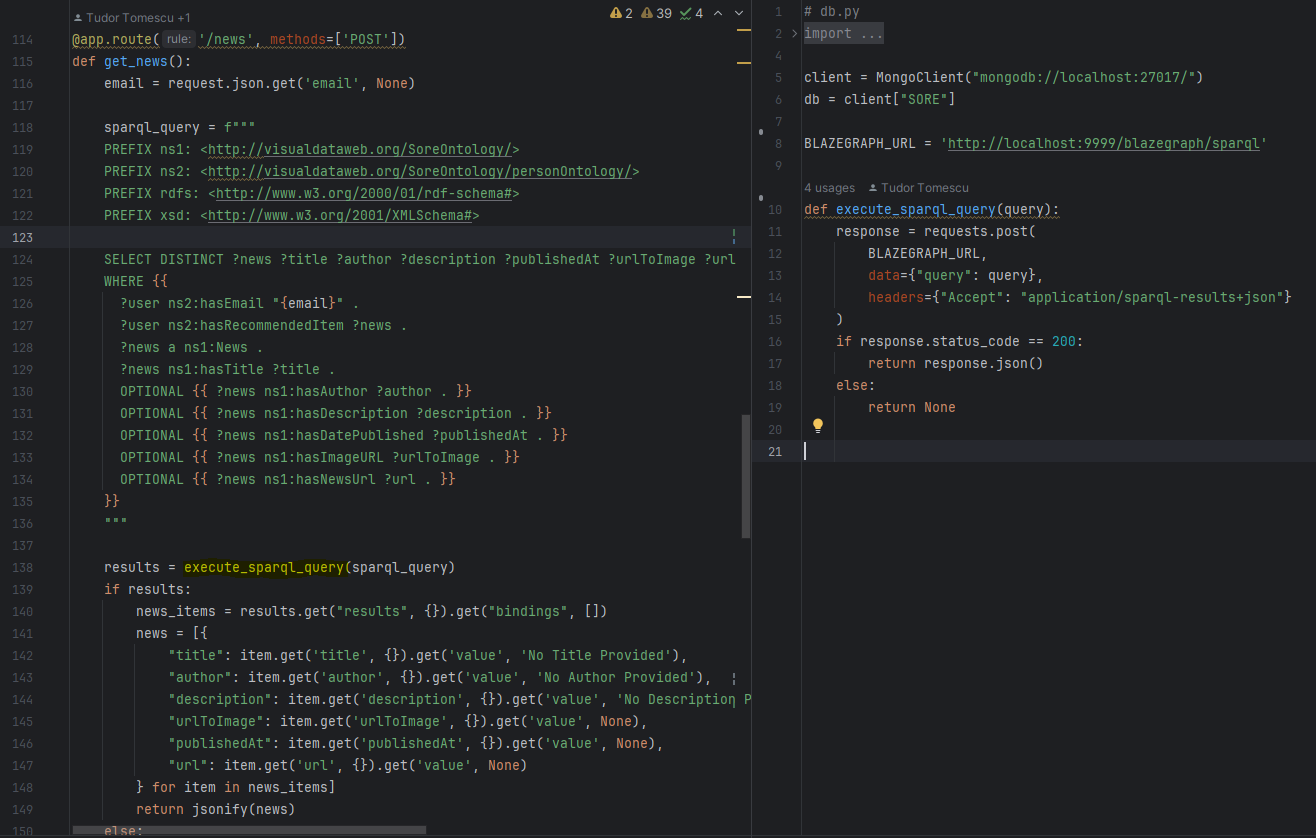 Tudor Tomescu +1
2 39 4
114 @app.route( rule: '/news', methods=['POST'])
115 def get_news():
116 email = request.json.get('email', None)
117
118 sparql_query = f"""
119 PREFIX ns1: <http://visualdataweb.org/SoreOntology/>
120 PREFIX ns2: <http://visualdataweb.org/SoreOntology/personOntology/>
121 PREFIX rdfs: <http://www.w3.org/2000/01/rdf-schema#>
122 PREFIX xsd: <http://www.w3.org/2001/XMLSchema#>
123
124 SELECT DISTINCT ?news ?title ?author ?description ?publishedAt ?urlToImage ?url
125 WHERE {{
126 ?user ns2:hasEmail "{email}" .
127 ?user ns2:hasRecommendedItem ?news .
128 ?news a ns1:News .
129 ?news ns1:hasTitle ?title .
130 OPTIONAL {{ ?news ns1:hasAuthor ?author . }}
131 OPTIONAL {{ ?news ns1:hasDescription ?description . }}
132 OPTIONAL {{ ?news ns1:hasDatePublished ?publishedAt . }}
133 OPTIONAL {{ ?news ns1:hasImageURL ?urlToImage . }}
134 OPTIONAL {{ ?news ns1:hasNewsUrl ?url . }}
135 }}
136 """
137
138 results = execute_sparql_query(sparql_query)
139 if results:
140 news_items = results.get("results", {}).get("bindings", [])
141 news = [{
142 "title": item.get('title', {}).get('value', 'No Title Provided'),
143 "author": item.get('author', {}).get('value', 'No Author Provided'),
144 "description": item.get('description', {}).get('value', 'No Description P
145 "urlToImage": item.get('urlToImage', {}).get('value', None),
146 "publishedAt": item.get('publishedAt', {}).get('value', None),
147 "url": item.get('url', {}).get('value', None)
148 } for item in news_items]
149 return jsonify(news)
150 else:
1 # db.py
2 import ...
4
5 client = MongoClient("mongodb://localhost:27017/")
6 db = client["SORE"]
7
8 BLAZEGRAPH_URL = 'http://localhost:9999/blazegraph/sparql'
9
4 usages Tudor Tomescu
10 def execute_sparql_query(query):
11 response = requests.post(
12 BLAZEGRAPH_URL,
13 data={"query": query},
14 headers={"Accept": "application/sparql-results+json"}
15 )
16 if response.status_code == 200:
17 return response.json()
18 else:
19 return None
20
21